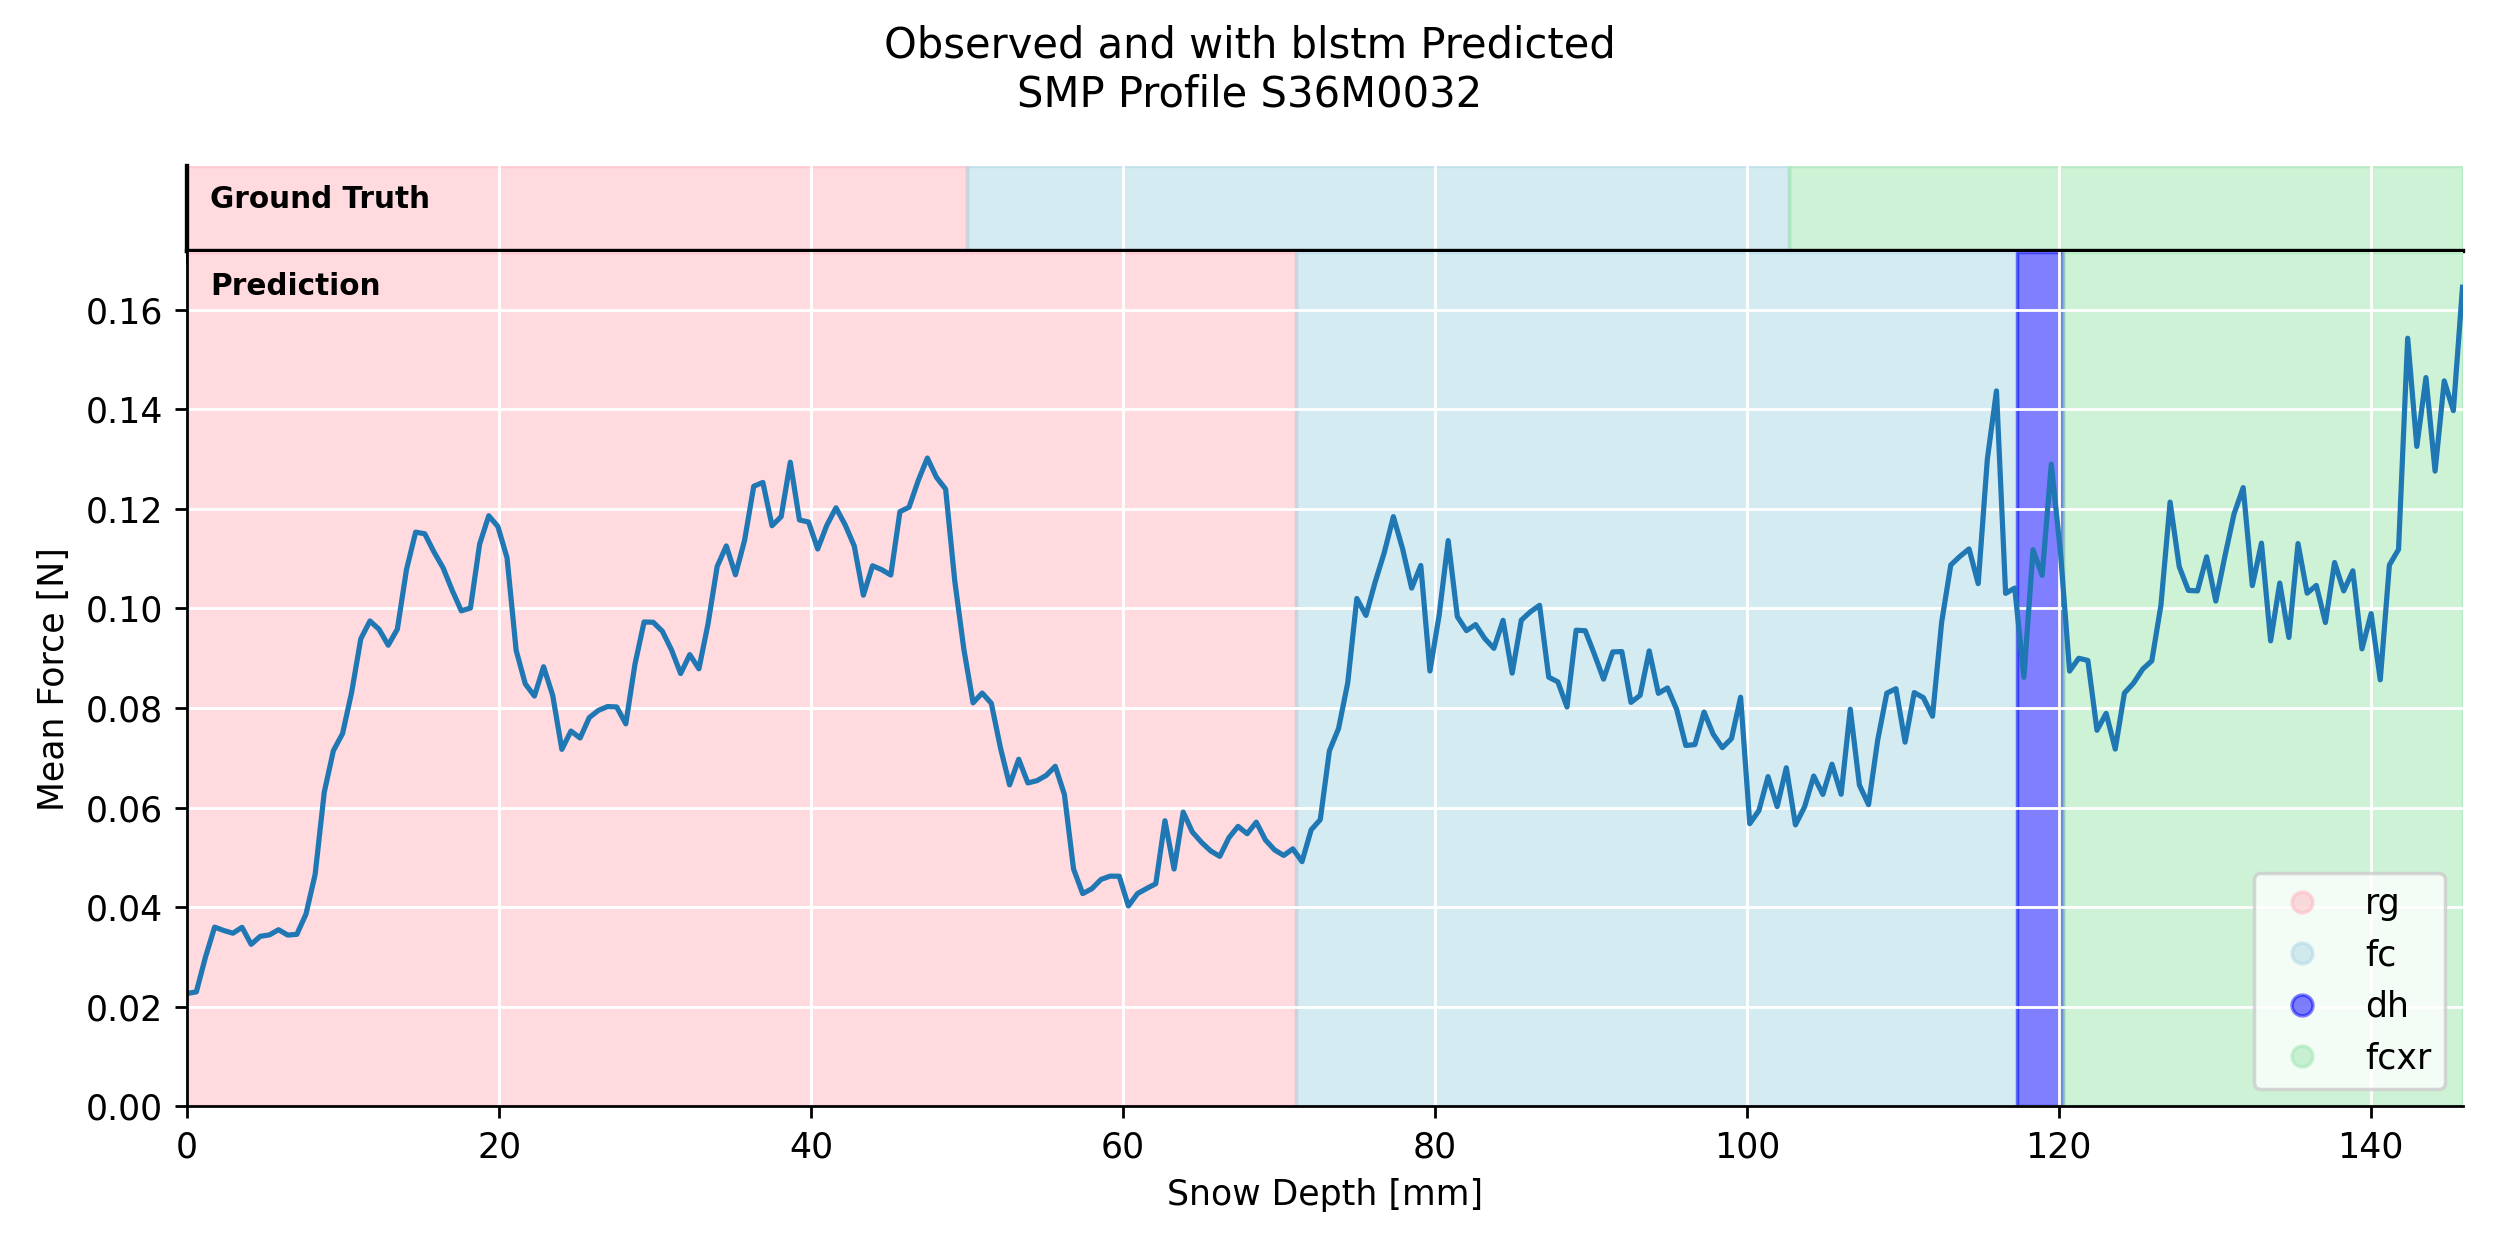 Observed and with blstm Predicted
SMP Profile S36M0032
Ground Truth
Prediction
0.16
0.14
0.12
0.10
0.08
0.06
0.04
0.02
0.00
Mean Force [N]
rg
fc
dh
fcxr
0 20 40 60 80 100 120 140
Snow Depth [mm]